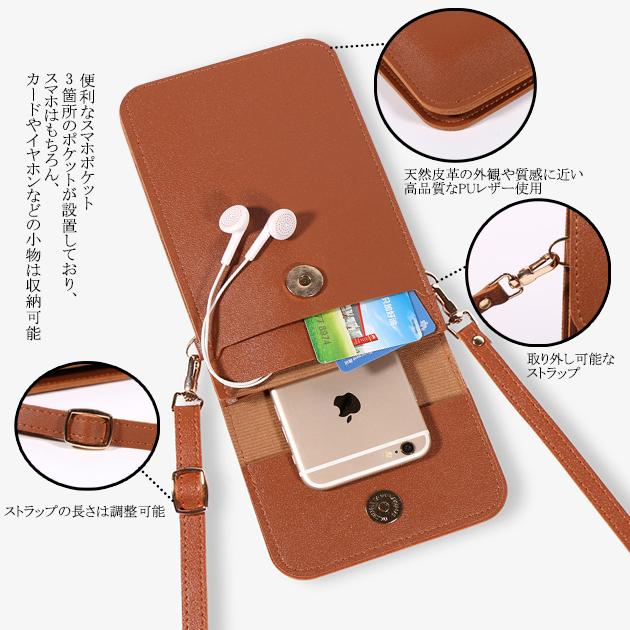 便利なスマホポケット
3箇所のポケットが設置しており、
スマホはもちろん、
カードやイヤホンなどの小物は収納可能
天然皮革の外観や質感に近い
高品質なPUレザー使用
取り外し可能な
ストラップ
ストラップの長さは調整可能
8974